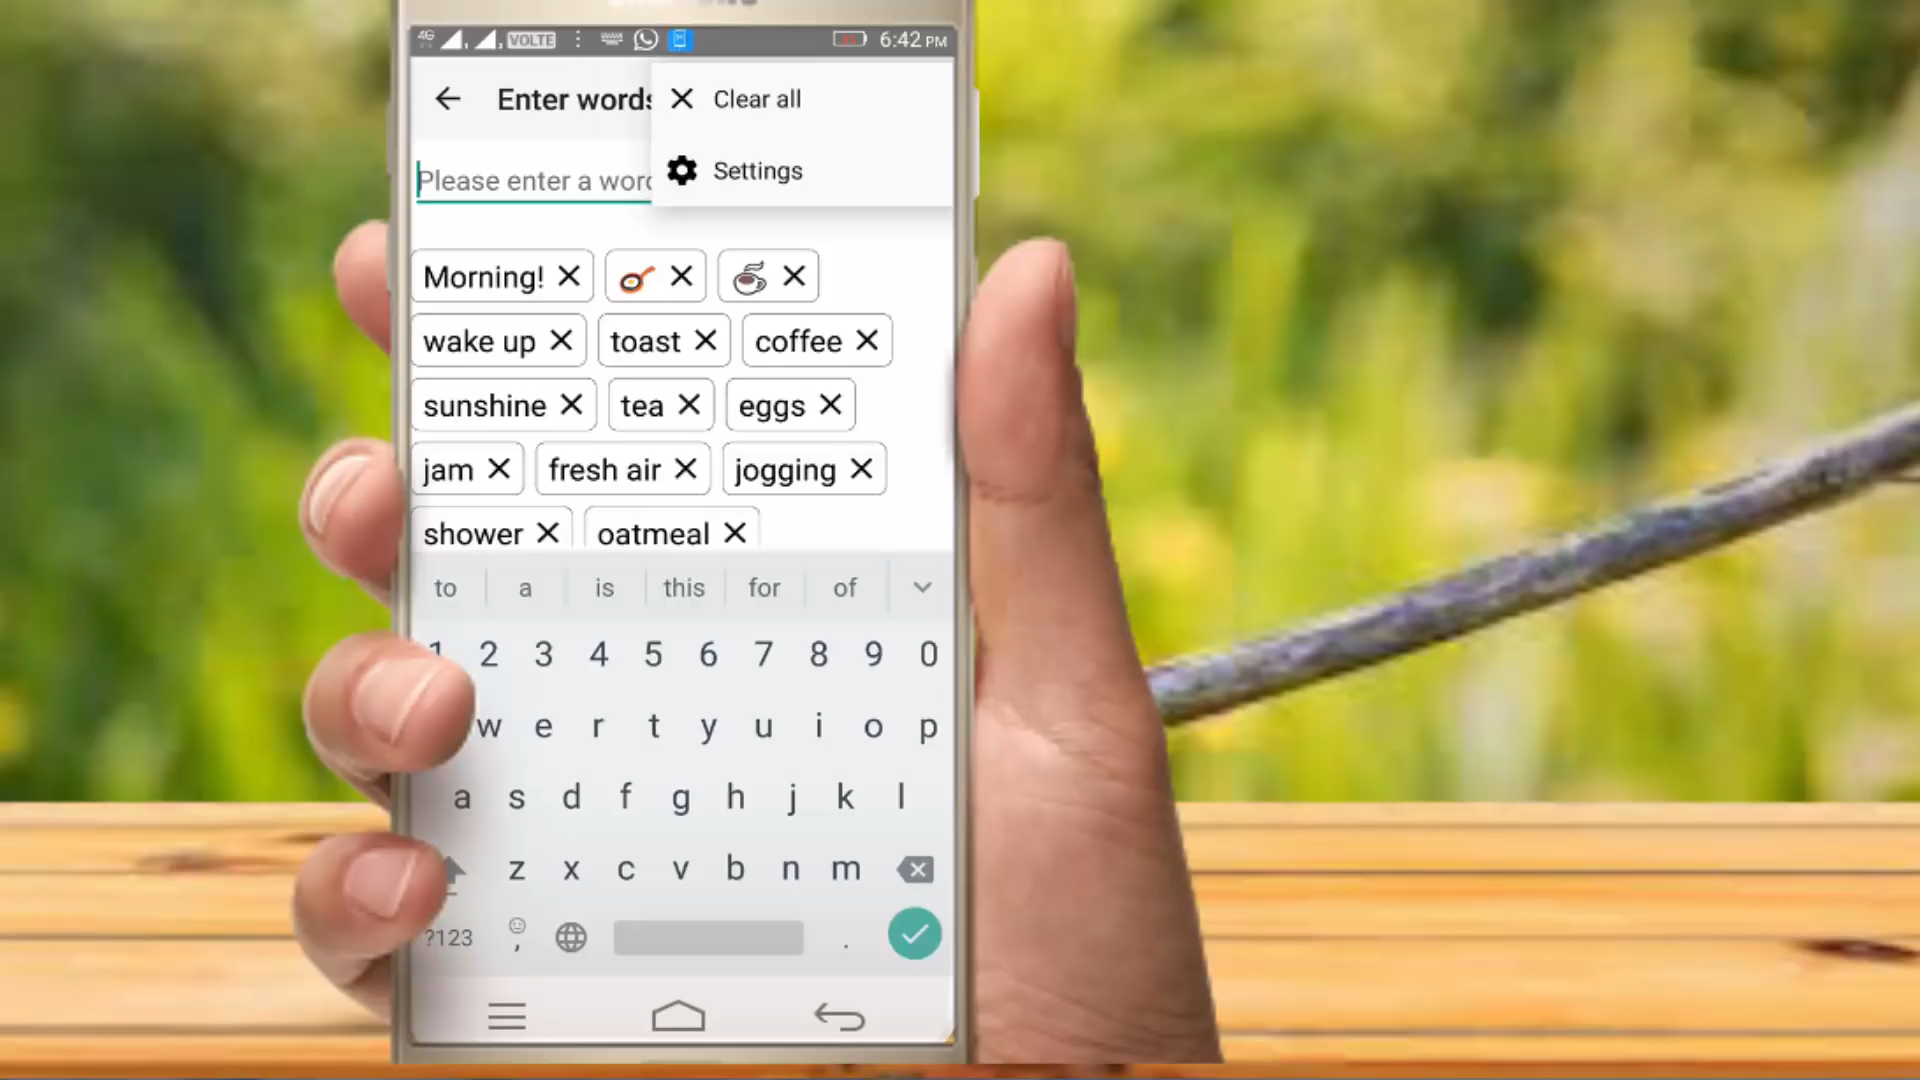 4G VOLTE 6:42 PM
Enter words Clear all
Please enter a word Settings
Morning!
wake up toast coffee
sunshine tea eggs
jam fresh air jogging
shower oatmeal
to a is this for of
1 2 3 4 5 6 7 8 9 0
w e r t y u i o p
a s d f g h j k l
z x c v b n m
?123 , .